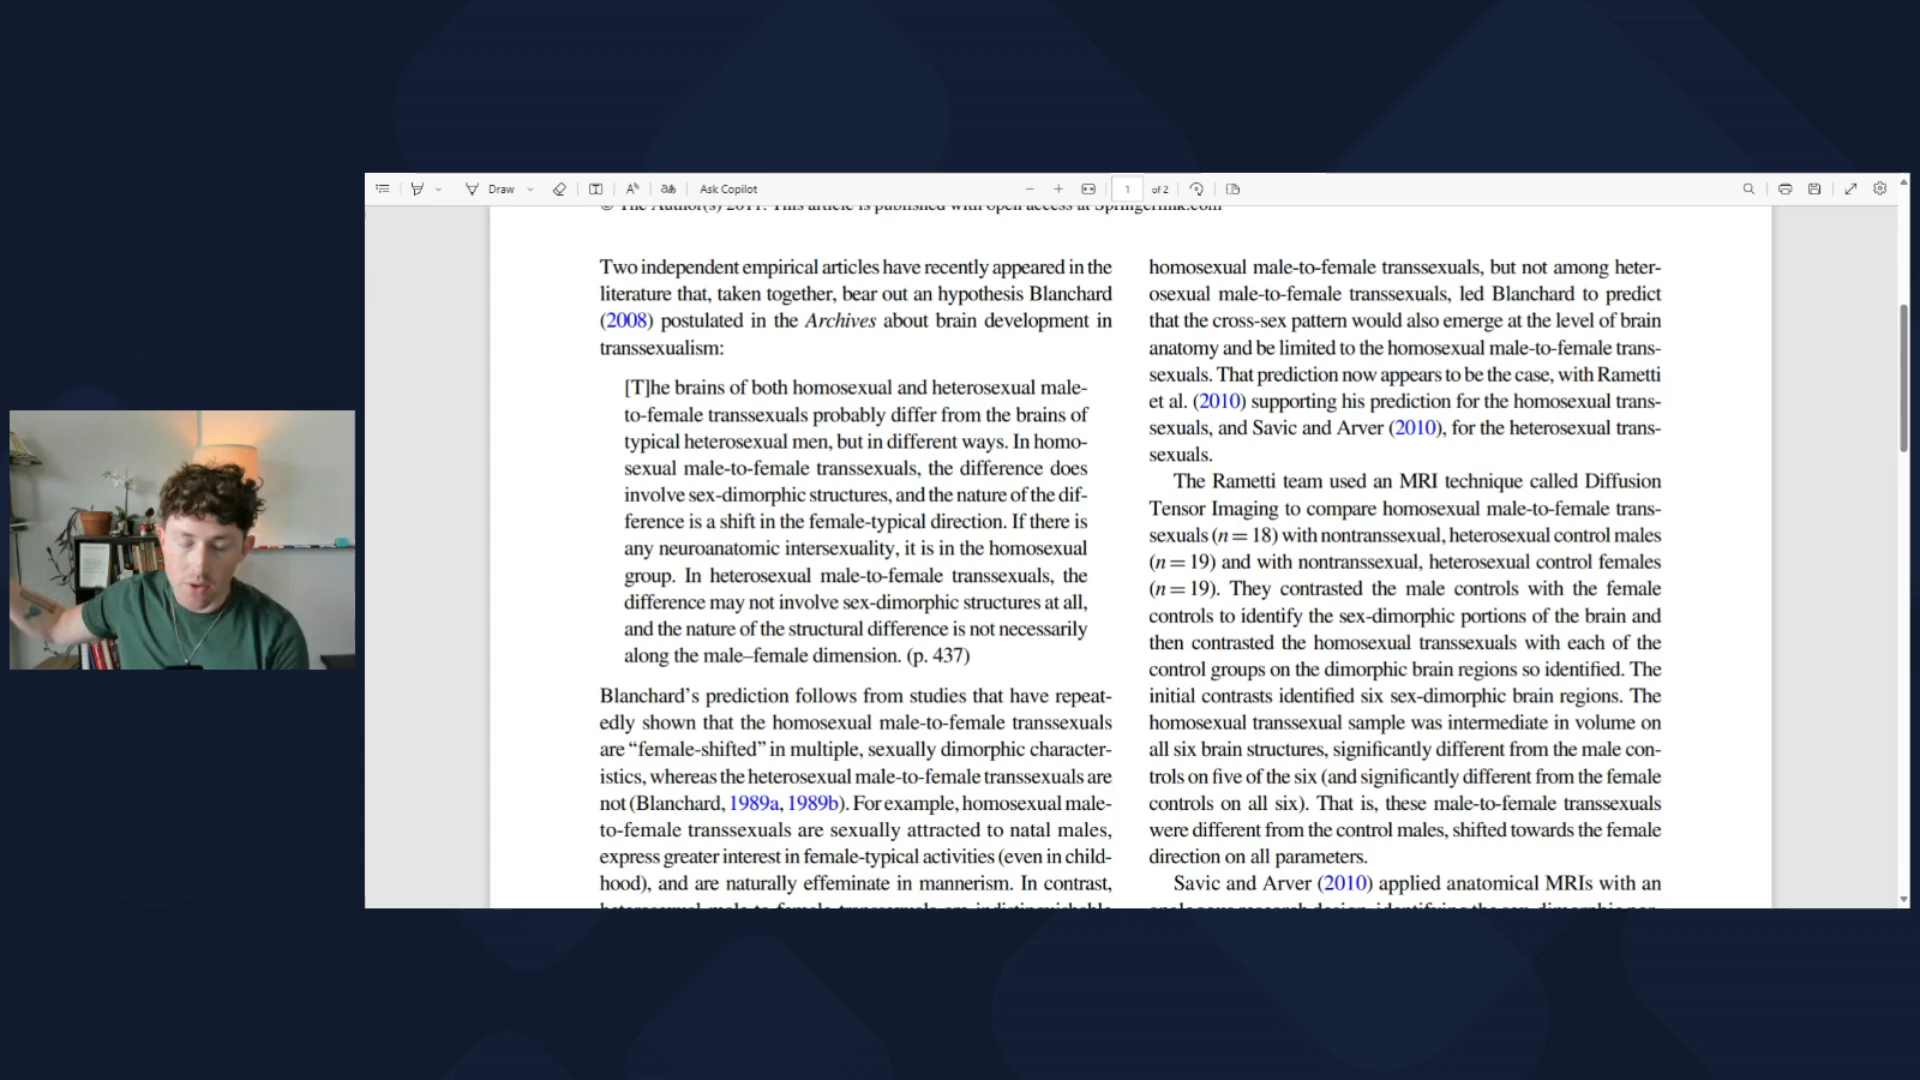 Draw
Ask Copilot
1
of 2
© The Author(s) 2011. This article is published with open access at Springerlink.com
Two independent empirical articles have recently appeared in the
literature that, taken together, bear out an hypothesis Blanchard
(2008) postulated in the Archives about brain development in
transsexualism:
[T]he brains of both homosexual and heterosexual male-
to-female transsexuals probably differ from the brains of
typical heterosexual men, but in different ways. In homo-
sexual male-to-female transsexuals, the difference does
involve sex-dimorphic structures, and the nature of the dif-
ference is a shift in the female-typical direction. If there is
any neuroanatomic intersexuality, it is in the homosexual
group. In heterosexual male-to-female transsexuals, the
difference may not involve sex-dimorphic structures at all,
and the nature of the structural difference is not necessarily
along the male–female dimension. (p. 437)
Blanchard's prediction follows from studies that have repeat-
edly shown that the homosexual male-to-female transsexuals
are "female-shifted" in multiple, sexually dimorphic character-
istics, whereas the heterosexual male-to-female transsexuals are
not (Blanchard, 1989a, 1989b). For example, homosexual male-
to-female transsexuals are sexually attracted to natal males,
express greater interest in female-typical activities (even in child-
hood), and are naturally effeminate in mannerism. In contrast,
heterosexual male-to-female transsexuals are indistinguishable
homosexual male-to-female transsexuals, but not among heter-
osexual male-to-female transsexuals, led Blanchard to predict
that the cross-sex pattern would also emerge at the level of brain
anatomy and be limited to the homosexual male-to-female trans-
sexuals. That prediction now appears to be the case, with Rametti
et al. (2010) supporting his prediction for the homosexual trans-
sexuals, and Savic and Arver (2010), for the heterosexual trans-
sexuals.
The Rametti team used an MRI technique called Diffusion
Tensor Imaging to compare homosexual male-to-female trans-
sexuals (n = 18) with nontranssexual, heterosexual control males
(n = 19) and with nontranssexual, heterosexual control females
(n = 19). They contrasted the male controls with the female
controls to identify the sex-dimorphic portions of the brain and
then contrasted the homosexual transsexuals with each of the
control groups on the dimorphic brain regions so identified. The
initial contrasts identified six sex-dimorphic brain regions. The
homosexual transsexual sample was intermediate in volume on
all six brain structures, significantly different from the male con-
trols on five of the six (and significantly different from the female
controls on all six). That is, these male-to-female transsexuals
were different from the control males, shifted towards the female
direction on all parameters.
Savic and Arver (2010) applied anatomical MRIs with an